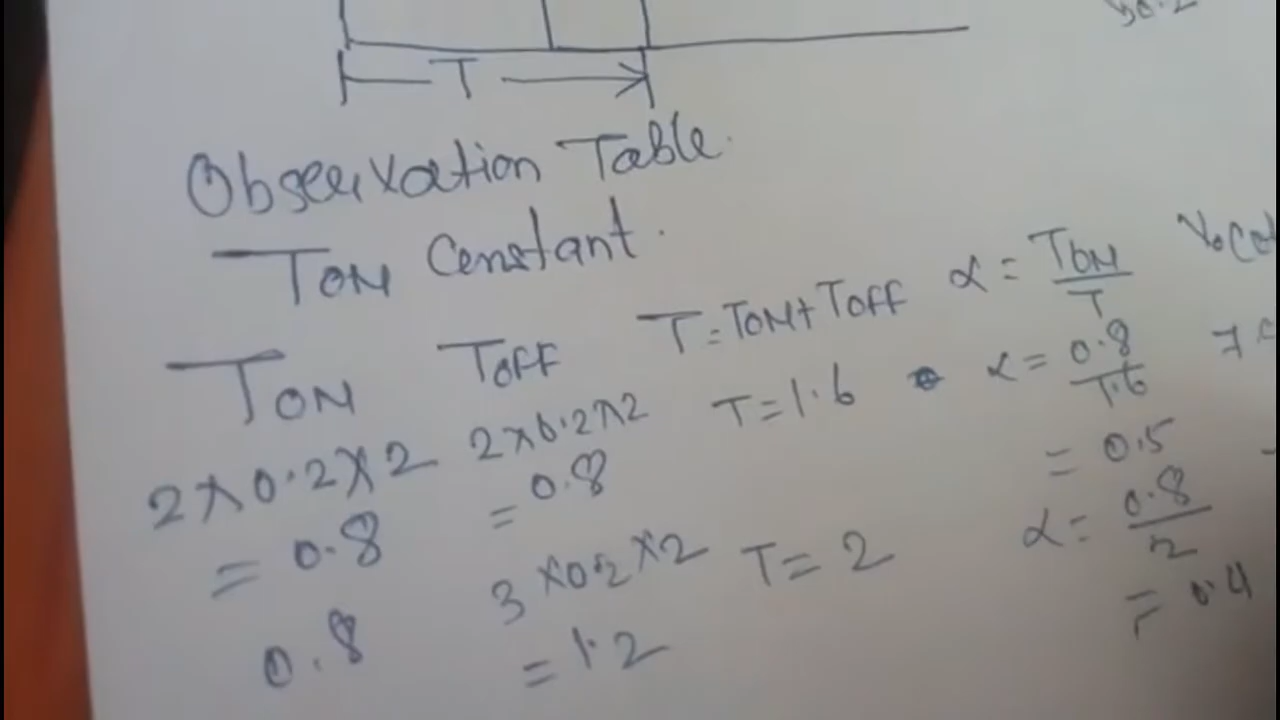 T
Observation Table.
TON Constant.
TON TOFF T=TON+TOFF α=TON/T
2×0.2×2 2×0.2×2 T=1.6 α=0.8/1.6
=0.8 =0.8 =0.5
0.8 3×0.2×2 T=2 α=0.8/2
=1.2 =0.4